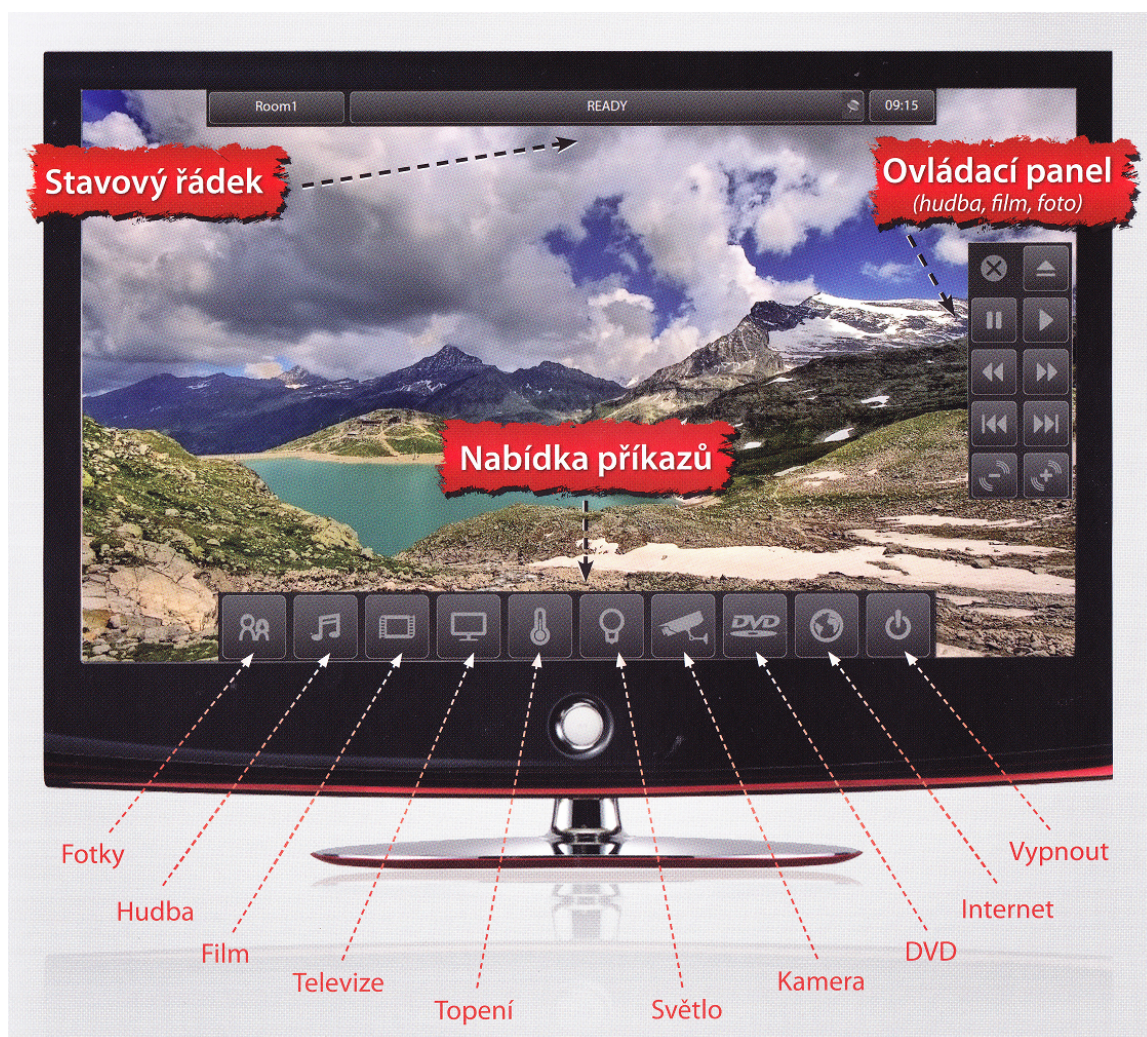 Room1
READY
09:15
Stavový řádek
Ovládací panel
(hudba, film, foto)
Nabídka příkazů
DVD
Fotky
Hudba
Film
Televize
Topení
Světlo
Kamera
DVD
Internet
Vypnout